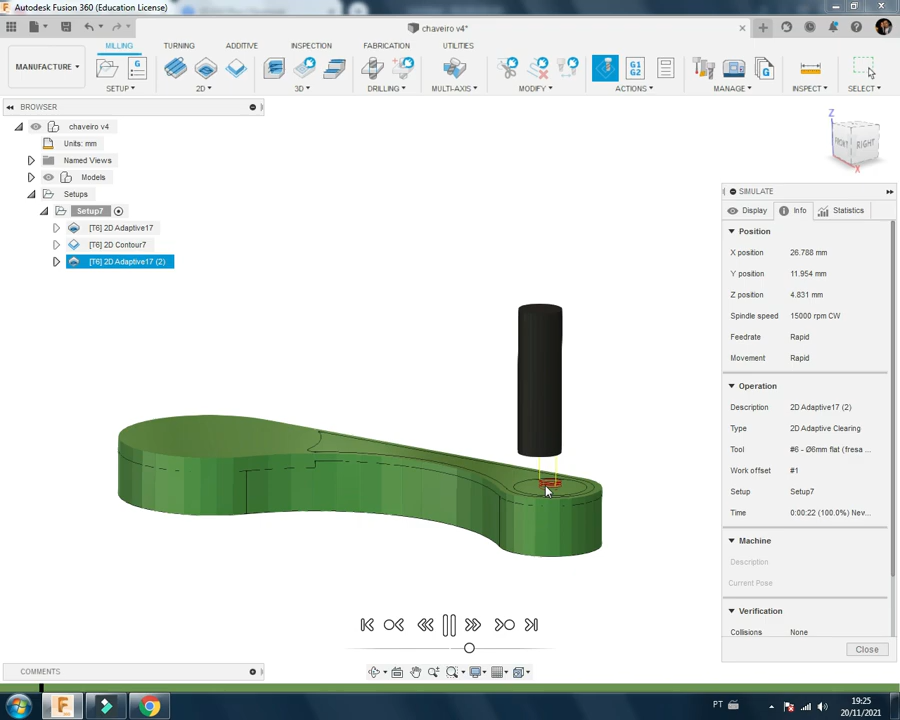 Autodesk Fusion 360 (Education License)
chaveiro v4*
MILLING TURNING ADDITIVE INSPECTION FABRICATION UTILITIES
MANUFACTURE
G
G1
G2
G
SETUP 2D 3D DRILLING MULTI-AXIS MODIFY ACTIONS MANAGE INSPECT SELECT
BROWSER
chaveiro v4
Units: mm
Named Views
Models
Setups
Setup7
[T6] 2D Adaptive17
[T6] 2D Contour7
[T6] 2D Adaptive17 (2)
Z
FRONT RIGHT
X
SIMULATE
Display Info Statistics
Position
X position 26.788 mm
Y position 11.954 mm
Z position 4.831 mm
Spindle speed 15000 rpm CW
Feedrate Rapid
Movement Rapid
Operation
Description 2D Adaptive17 (2)
Type 2D Adaptive Clearing
Tool #6 - Ø6mm flat (fresa ...
Work offset #1
Setup Setup7
Time 0:00:22 (100.0%) Nev...
Machine
Description
Current Pose
Verification
Collisions None
Close
COMMENTS
PT
19:25
20/11/2021